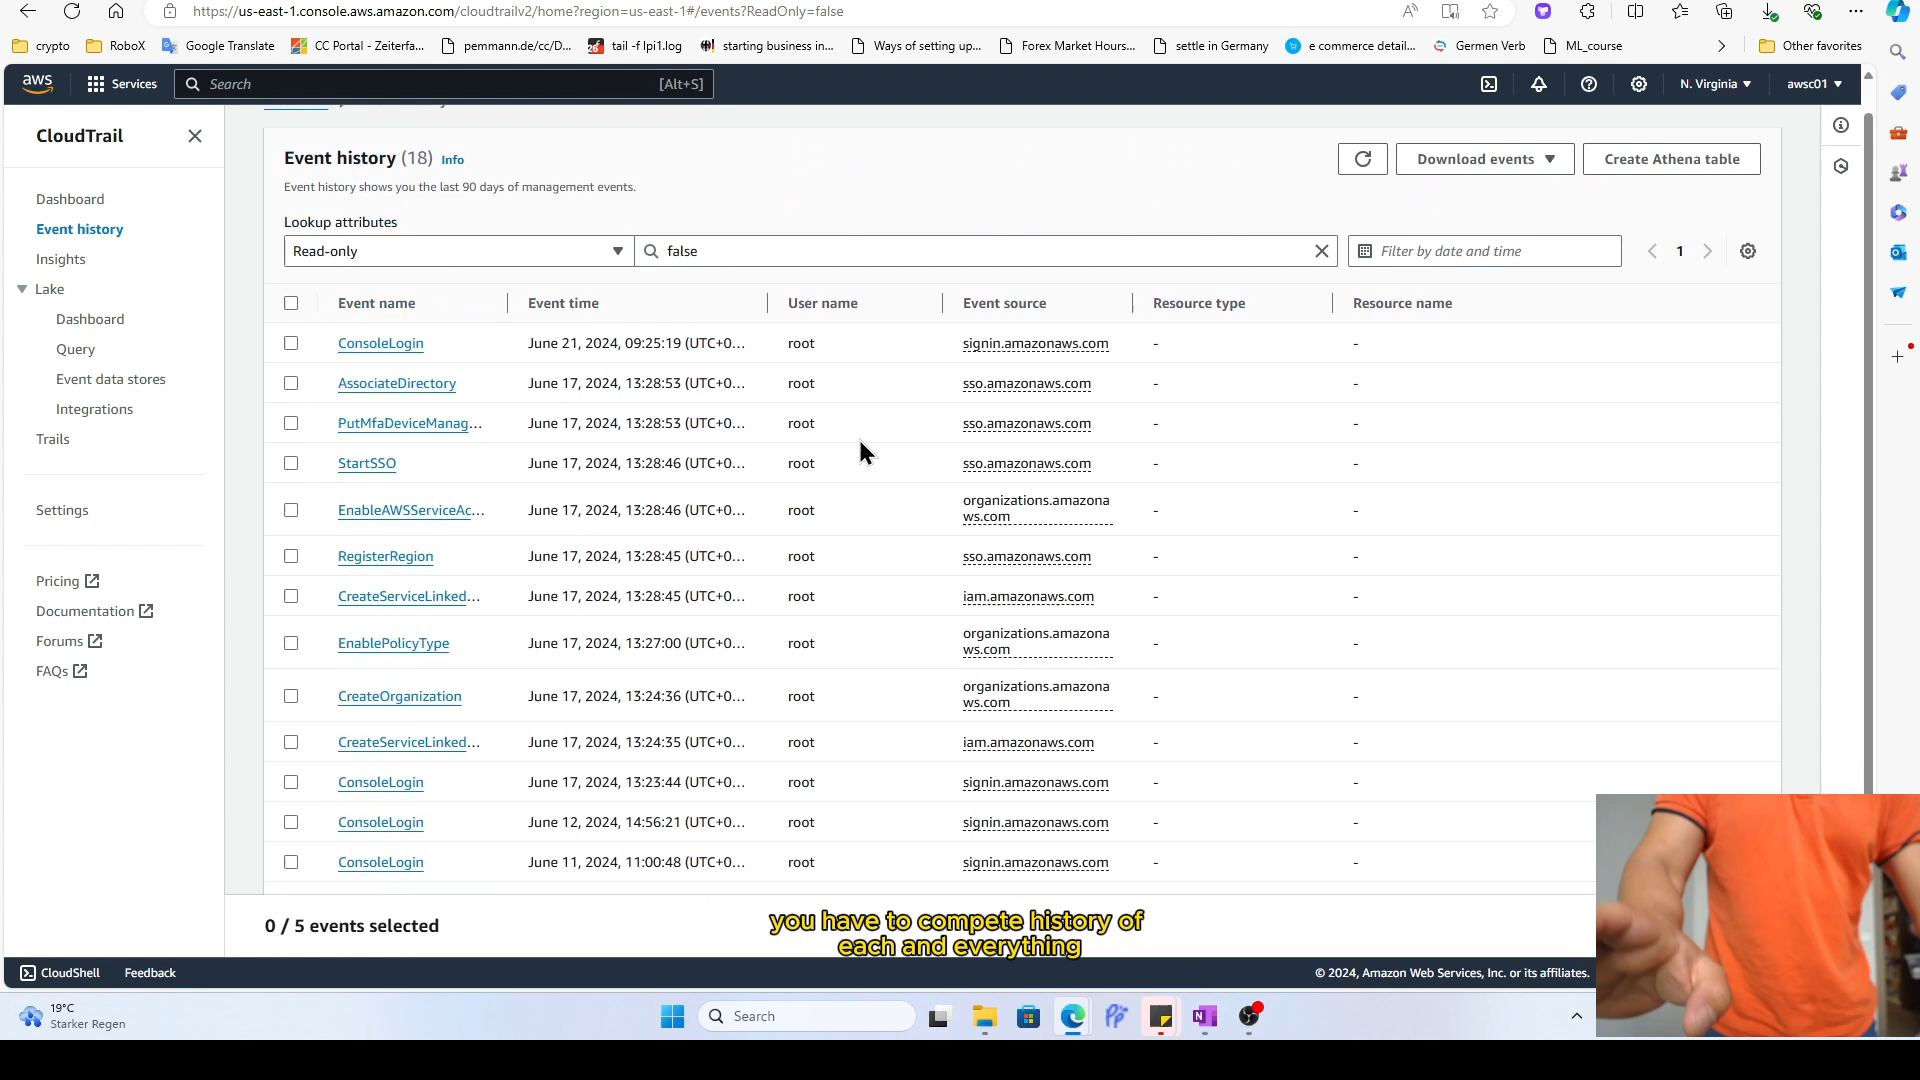 https://us-east-1.console.aws.amazon.com/cloudtrailv2/home?region=us-east-1#/events?ReadOnly=false
crypto RoboX Google Translate CC Portal - Zeiterfa... pemmann.de/cc/D... tail -f lpi1.log starting business in... Ways of setting up... Forex Market Hours... settle in Germany e commerce detail... Germen Verb ML_course Other favorites
aws Services Search [Alt+S] N. Virginia awsc01
CloudTrail
Dashboard
Event history
Insights
Lake
Dashboard
Query
Event data stores
Integrations
Trails
Settings
Pricing
Documentation
Forums
FAQs
Event history (18) Info
Download events Create Athena table
Event history shows you the last 90 days of management events.
Lookup attributes
Read-only false Filter by date and time 1
Event name Event time User name Event source Resource type Resource name
ConsoleLogin June 21, 2024, 09:25:19 (UTC+0... root signin.amazonaws.com - -
AssociateDirectory June 17, 2024, 13:28:53 (UTC+0... root sso.amazonaws.com - -
PutMfaDeviceManag... June 17, 2024, 13:28:53 (UTC+0... root sso.amazonaws.com - -
StartSSO June 17, 2024, 13:28:46 (UTC+0... root sso.amazonaws.com - -
EnableAWSServiceAc... June 17, 2024, 13:28:46 (UTC+0... root organizations.amazona
ws.com - -
RegisterRegion June 17, 2024, 13:28:45 (UTC+0... root sso.amazonaws.com - -
CreateServiceLinked... June 17, 2024, 13:28:45 (UTC+0... root iam.amazonaws.com - -
EnablePolicyType June 17, 2024, 13:27:00 (UTC+0... root organizations.amazona
ws.com - -
CreateOrganization June 17, 2024, 13:24:36 (UTC+0... root organizations.amazona
ws.com - -
CreateServiceLinked... June 17, 2024, 13:24:35 (UTC+0... root iam.amazonaws.com - -
ConsoleLogin June 17, 2024, 13:23:44 (UTC+0... root signin.amazonaws.com - -
ConsoleLogin June 12, 2024, 14:56:21 (UTC+0... root signin.amazonaws.com - -
ConsoleLogin June 11, 2024, 11:00:48 (UTC+0... root signin.amazonaws.com - -
0 / 5 events selected
you have to compete history of
each and everything
CloudShell Feedback © 2024, Amazon Web Services, Inc. or its affiliates.
19°C
Starker Regen
Search